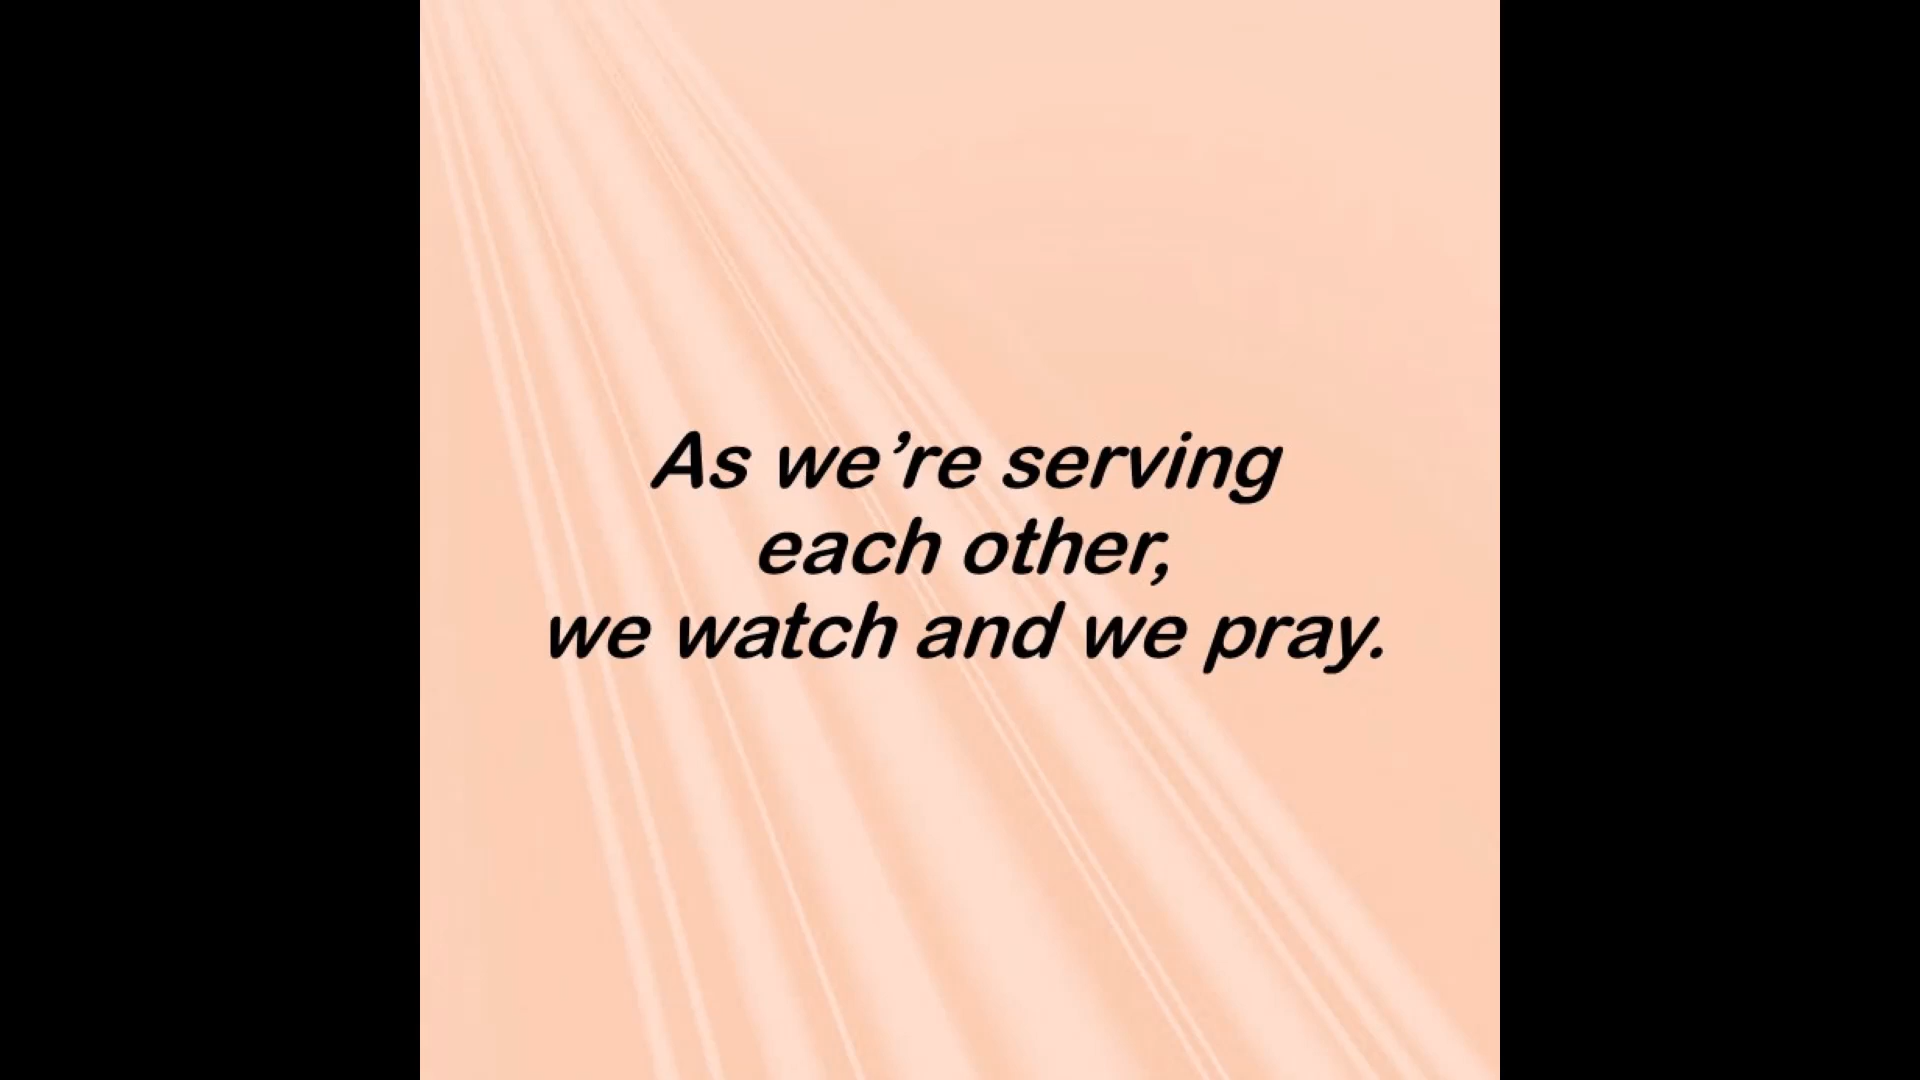 As we’re serving
each other,
we watch and we pray.